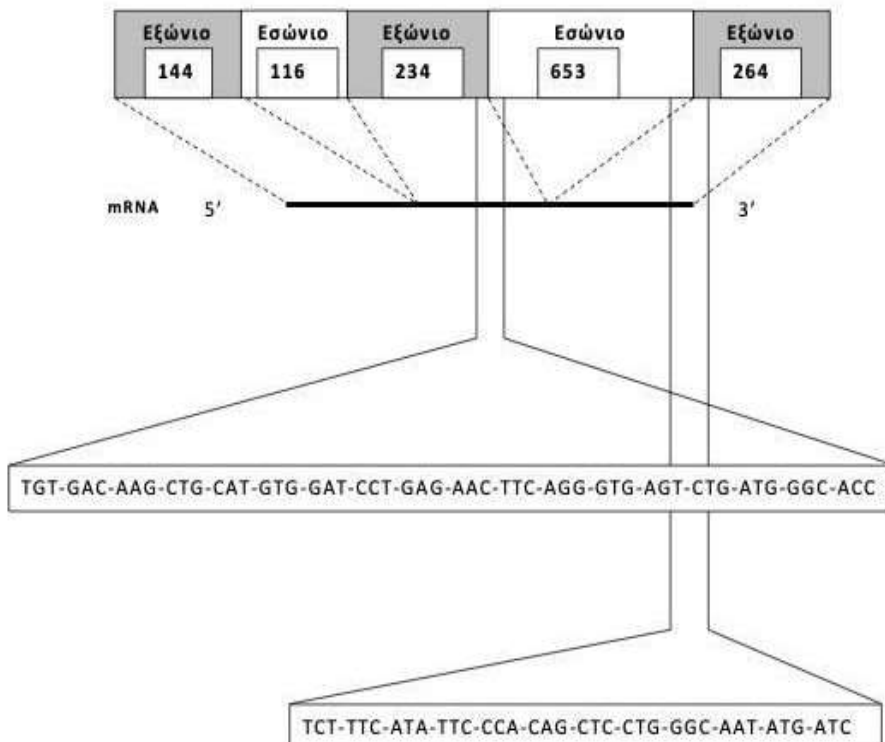 Εξώνιο Εσώνιο Εξώνιο Εσώνιο Εξώνιο
144 116 234 653 264
mRNA 5′ 3′
TGT-GAC-AAG-CTG-CAT-GTG-GAT-CCT-GAG-AAC-TTC-AGG-GTG-AGT-CTG-ATG-GGC-ACC
TCT-TTC-ATA-TTC-CCA-CAG-CTC-CTG-GGC-AAT-ATG-ATC